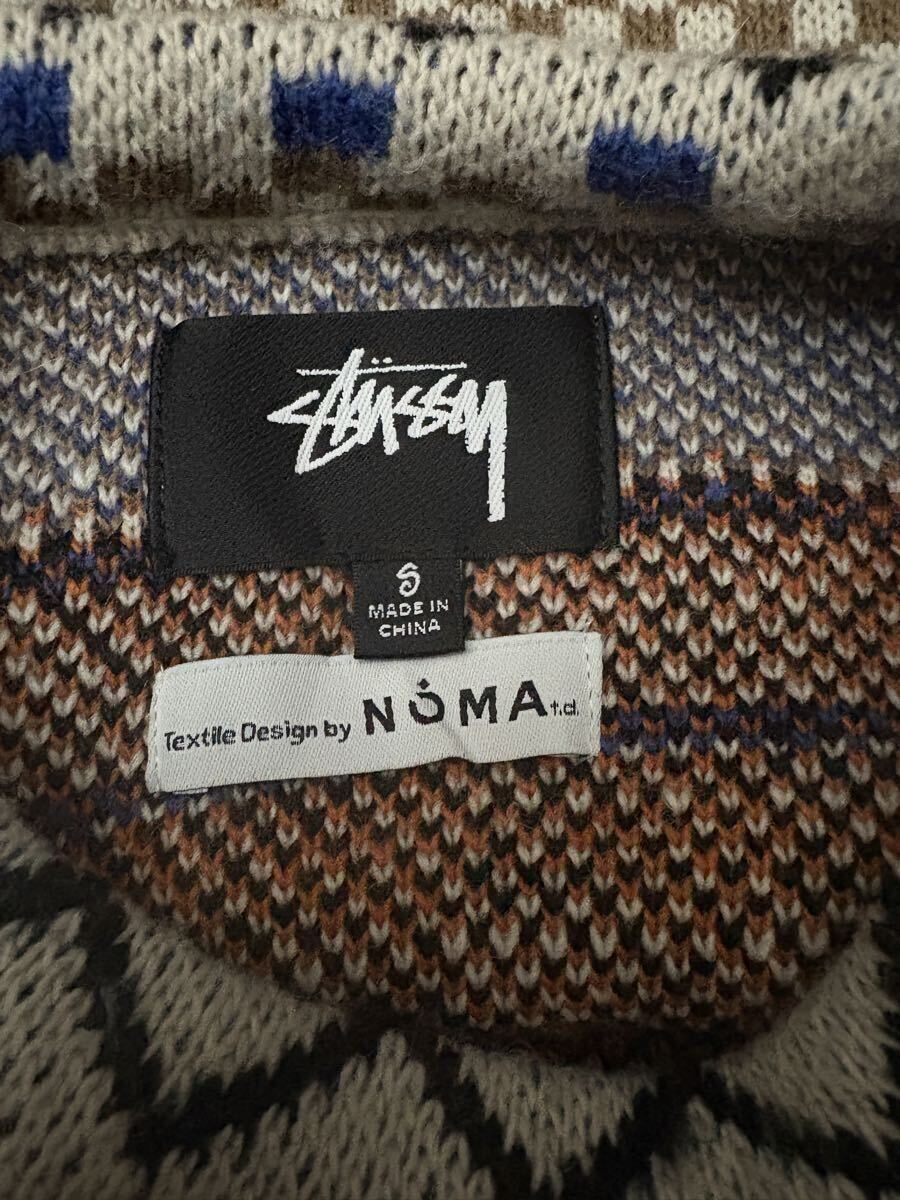 stüssy
S
MADE IN
CHINA
Textile Design by NOMA t.d.